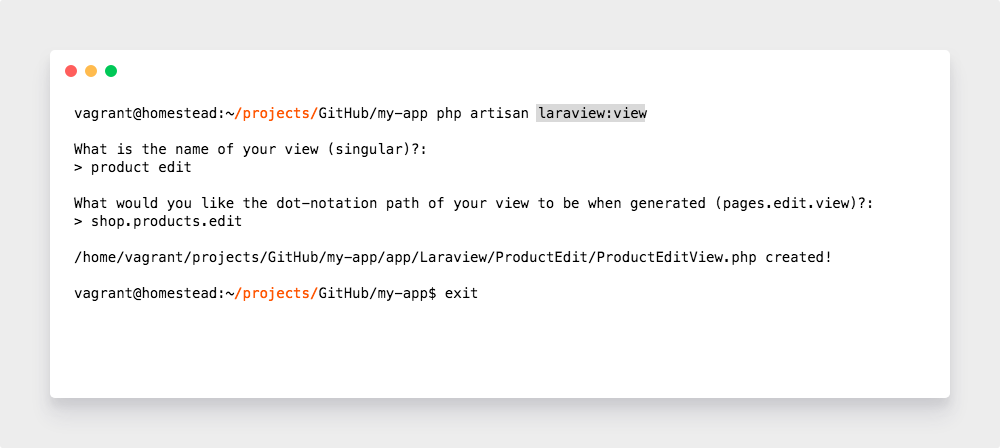 vagrant@homestead:~/projects/GitHub/my-app php artisan laraview:view
What is the name of your view (singular)?:
> product edit
What would you like the dot-notation path of your view to be when generated (pages.edit.view)?:
> shop.products.edit
/home/vagrant/projects/GitHub/my-app/app/Laraview/ProductEdit/ProductEditView.php created!
vagrant@homestead:~/projects/GitHub/my-app$ exit